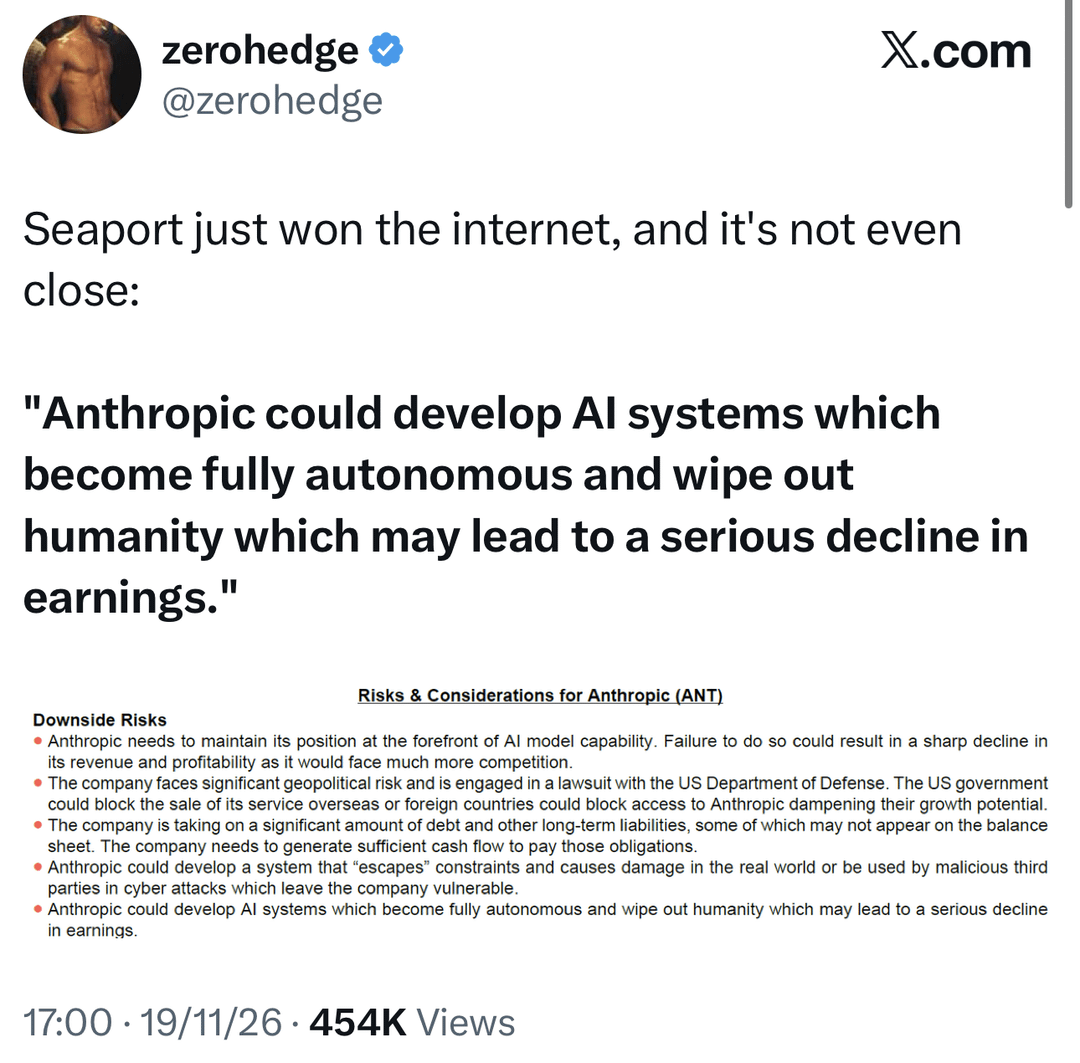 zerohedge
@zerohedge
X.com
Seaport just won the internet, and it's not even
close:
"Anthropic could develop AI systems which
become fully autonomous and wipe out
humanity which may lead to a serious decline in
earnings."
Risks & Considerations for Anthropic (ANT)
Downside Risks
• Anthropic needs to maintain its position at the forefront of AI model capability. Failure to do so could result in a sharp decline in
its revenue and profitability as it would face much more competition.
• The company faces significant geopolitical risk and is engaged in a lawsuit with the US Department of Defense. The US government
could block the sale of its service overseas or foreign countries could block access to Anthropic dampening their growth potential.
• The company is taking on a significant amount of debt and other long-term liabilities, some of which may not appear on the balance
sheet. The company needs to generate sufficient cash flow to pay those obligations.
• Anthropic could develop a system that “escapes” constraints and causes damage in the real world or be used by malicious third
parties in cyber attacks which leave the company vulnerable.
• Anthropic could develop AI systems which become fully autonomous and wipe out humanity which may lead to a serious decline
in earnings.
17:00 · 19/11/26 · 454K Views